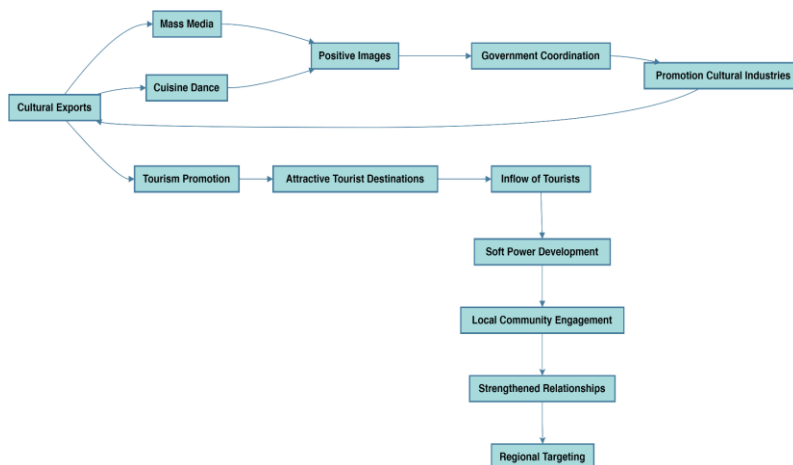 Mass Media
Positive Images
Government Coordination
Promotion Cultural Industries
Cuisine Dance
Cultural Exports
Tourism Promotion
Attractive Tourist Destinations
Inflow of Tourists
Soft Power Development
Local Community Engagement
Strengthened Relationships
Regional Targeting